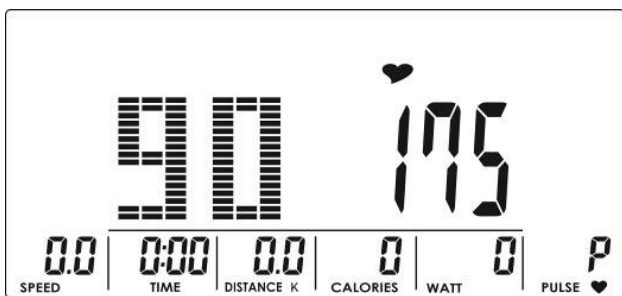 90 175
0.0 0:00 0.0 0 0 P
SPEED TIME DISTANCE K CALORIES WATT PULSE